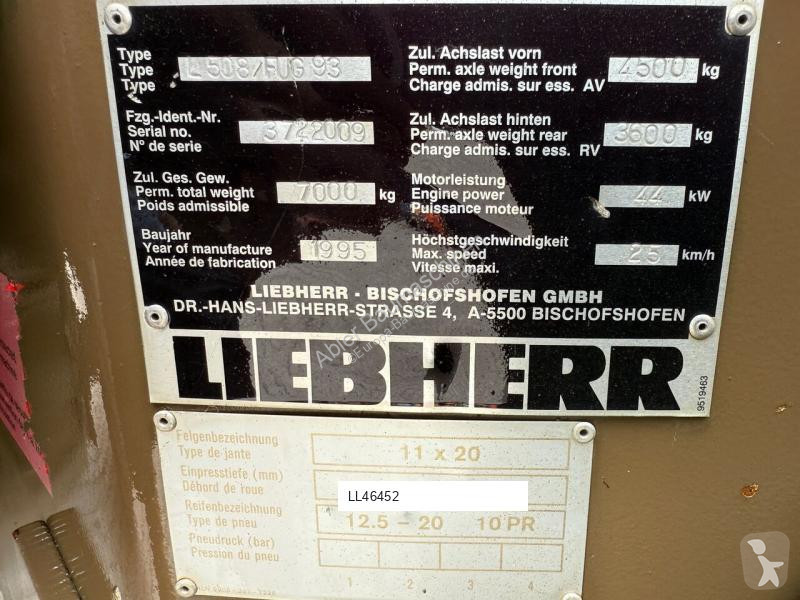 Type
Type L508/FUG 93
Type
Zul. Achslast vorn
Perm. axle weight front 4500 kg
Charge admis. sur ess. AV
Fzg.-Ident.-Nr.
Serial no. 3722009
N° de serie
Zul. Achslast hinten
Perm. axle weight rear 3600 kg
Charge admis. sur ess. RV
Zul. Ges. Gew.
Perm. total weight 7000 kg
Poids admissible
Motorleistung
Engine power 44 kW
Puissance moteur
Baujahr
Year of manufacture 1995
Année de fabrication
Höchstgeschwindigkeit
Max. speed 25 km/h
Vitesse maxi.
LIEBHERR - BISCHOFSHOFEN GMBH
DR.-HANS-LIEBHERR-STRASSE 4, A-5500 BISCHOFSHOFEN
LIEBHERR
9519463
Felgenbezeichnung
Type de jante 11 x 20
Einpresstiefe (mm)
Débord de roue
LL46452
Reifenbezeichnung
Type de pneu 12.5 - 20 10 PR
Pneudruck (bar)
Pression du pneu
1 2 3 4